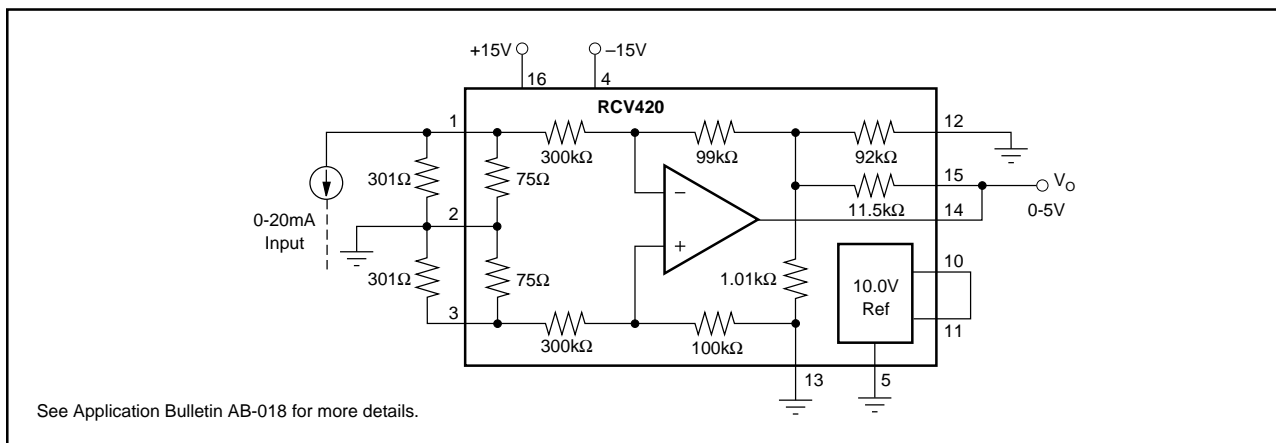 +15V
–15V
16
4
RCV420
1
12
300kΩ
99kΩ
92kΩ
301Ω
75Ω
15
VO
11.5kΩ
14
0-5V
0-20mA
Input
2
–
+
301Ω
75Ω
1.01kΩ
10.0V
Ref
10
11
3
300kΩ
100kΩ
13
5
See Application Bulletin AB-018 for more details.